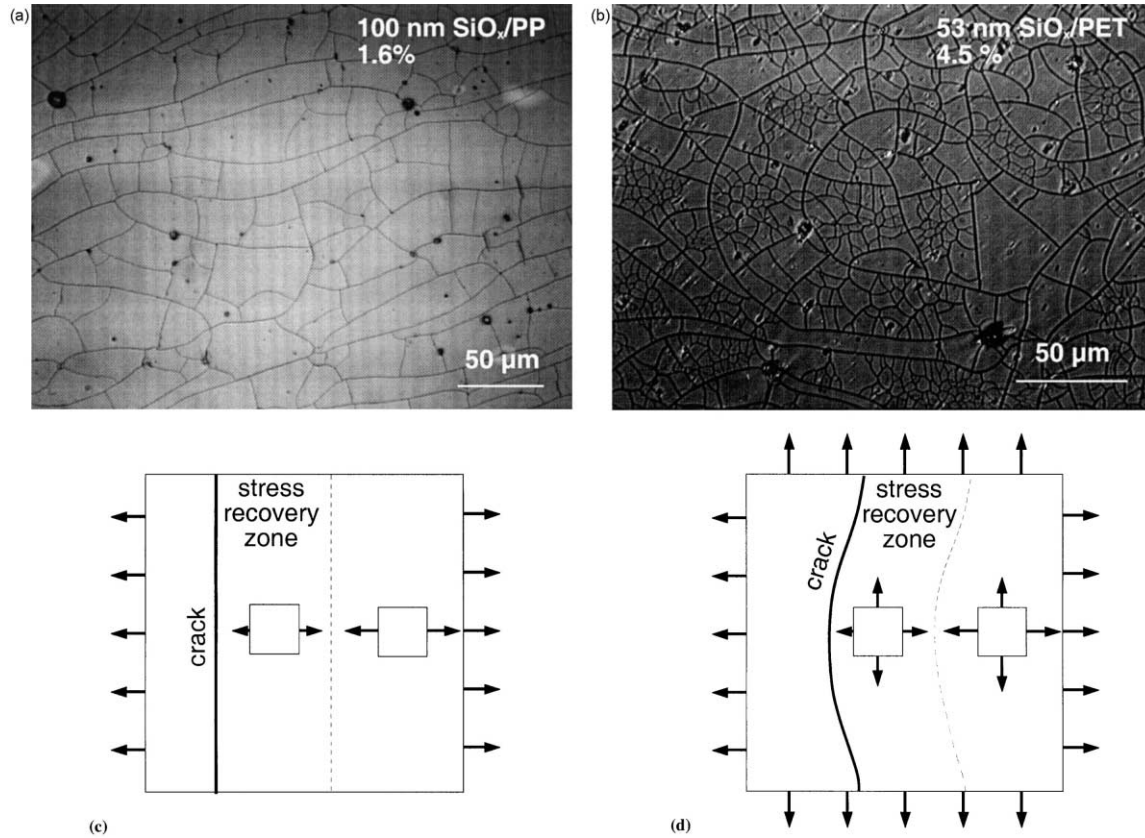 (a)
100 nm SiOₓ/PP
1.6%
50 µm
(b)
53 nm SiOₓ/PET
4.5 %
50 µm
stress
recovery
zone
crack
(c)
stress
recovery
zone
crack
(d)